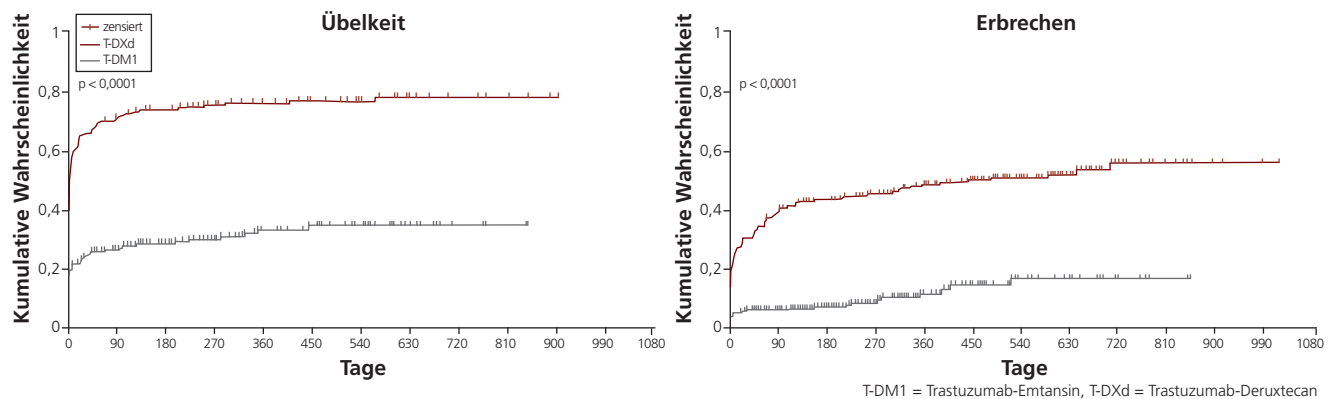 Übelkeit
Kumulative Wahrscheinlichkeit
zensiert
T-DXd
T-DM1
p < 0,0001
1
0,8
0,6
0,4
0,2
0
0 90 180 270 360 450 540 630 720 810 900 990 1080
Tage
Erbrechen
Kumulative Wahrscheinlichkeit
p < 0,0001
1
0,8
0,6
0,4
0,2
0
0 90 180 270 360 450 540 630 720 810 900 990 1080
Tage
T-DM1 = Trastuzumab-Emtansin, T-DXd = Trastuzumab-Deruxtecan